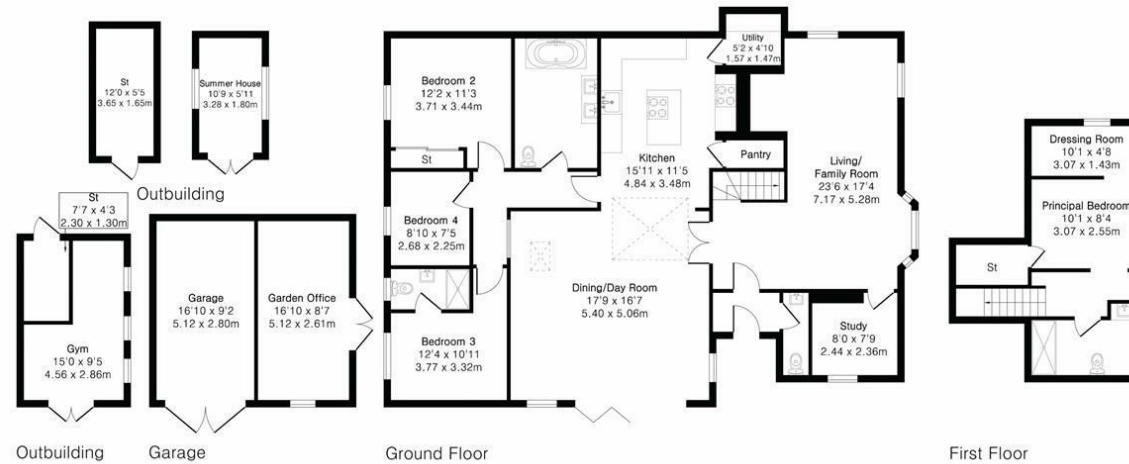 St
12'0 x 5'5
3.65 x 1.65m
Summer House
10'9 x 5'11
3.28 x 1.80m
Outbuilding
St
7'7 x 4'3
2.30 x 1.30m
Gym
15'0 x 9'5
4.56 x 2.86m
Outbuilding
Garage
16'10 x 9'2
5.12 x 2.80m
Garden Office
16'10 x 8'7
5.12 x 2.61m
Garage
Bedroom 2
12'2 x 11'3
3.71 x 3.44m
St
Bedroom 4
8'10 x 7'5
2.68 x 2.25m
Bedroom 3
12'4 x 10'11
3.77 x 3.32m
Utility
5'2 x 4'10
1.57 x 1.47m
Kitchen
15'11 x 11'5
4.84 x 3.48m
Pantry
Living/
Family Room
23'6 x 17'4
7.17 x 5.28m
Dining/Day Room
17'9 x 16'7
5.40 x 5.06m
Study
8'0 x 7'9
2.44 x 2.36m
Ground Floor
Dressing Room
10'1 x 4'8
3.07 x 1.43m
Principal Bedroom
10'1 x 8'4
3.07 x 2.55m
St
First Floor